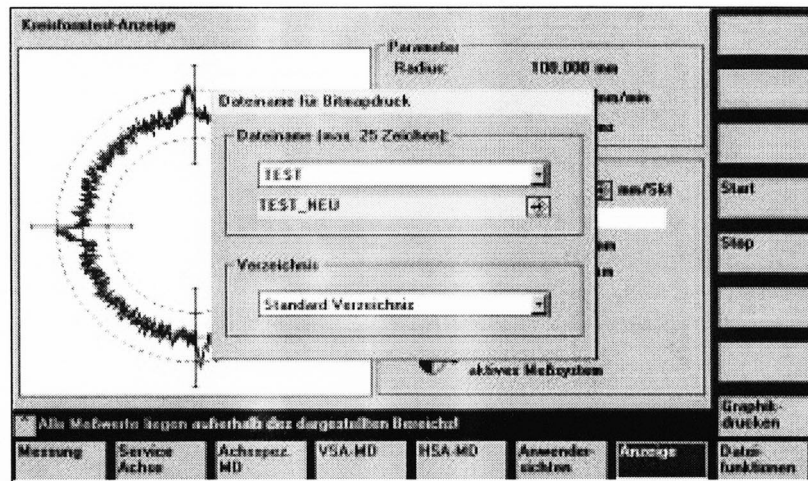 Kreisformtest-Anzeige
Parameter
Radius: 100.000 mm
mm/min
Dateiname für Bitmapdruck
Dateiname (max. 25 Zeichen):
TEST
TEST_NEU
mm/Skt
mm
Verzeichnis
Standard Verzeichnis
aktives Meßsystem
Alle Meßwerte liegen außerhalb des dargestellten Bereichs!
Start
Stop
Graphik-
drucken
Messung
Service
Achse
Achsspez.
MD
VSA-MD
HSA-MD
Anwender-
sichten
Anzeige
Datei-
funktionen